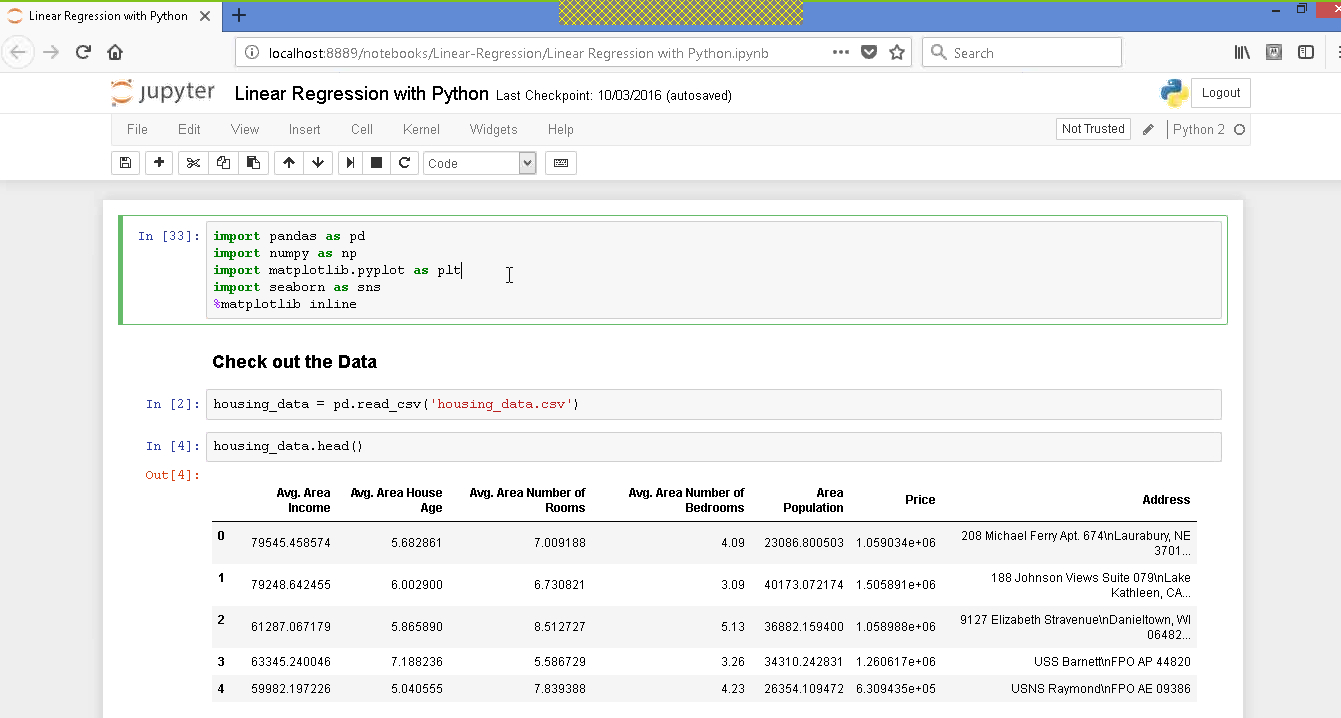 Linear Regression with Python
localhost:8889/notebooks/Linear-Regression/Linear Regression with Python.ipynb
Search
jupyter Linear Regression with Python Last Checkpoint: 10/03/2016 (autosaved)
Logout
File Edit View Insert Cell Kernel Widgets Help
Not Trusted Python 2
Code
In [33]: import pandas as pd
import numpy as np
import matplotlib.pyplot as plt
import seaborn as sns
%matplotlib inline
Check out the Data
In [2]: housing_data = pd.read_csv('housing_data.csv')
In [4]: housing_data.head()
Out[4]:
Avg. Area Income Avg. Area House Age Avg. Area Number of Rooms Avg. Area Number of Bedrooms Area Population Price Address
0 79545.458574 5.682861 7.009188 4.09 23086.800503 1.059034e+06 208 Michael Ferry Apt. 674\nLaurabury, NE 3701...
1 79248.642455 6.002900 6.730821 3.09 40173.072174 1.505891e+06 188 Johnson Views Suite 079\nLake Kathleen, CA...
2 61287.067179 5.865890 8.512727 5.13 36882.159400 1.058988e+06 9127 Elizabeth Stravenue\nDanieltown, WI 06482...
3 63345.240046 7.188236 5.586729 3.26 34310.242831 1.260617e+06 USS Barnett\nFPO AP 44820
4 59982.197226 5.040555 7.839388 4.23 26354.109472 6.309435e+05 USNS Raymond\nFPO AE 09386